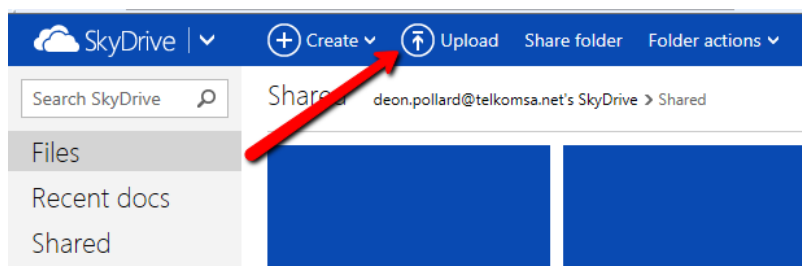 SkyDrive Create Upload Share folder Folder actions
Search SkyDrive
Shared deon.pollard@telkomsa.net's SkyDrive > Shared
Files
Recent docs
Shared